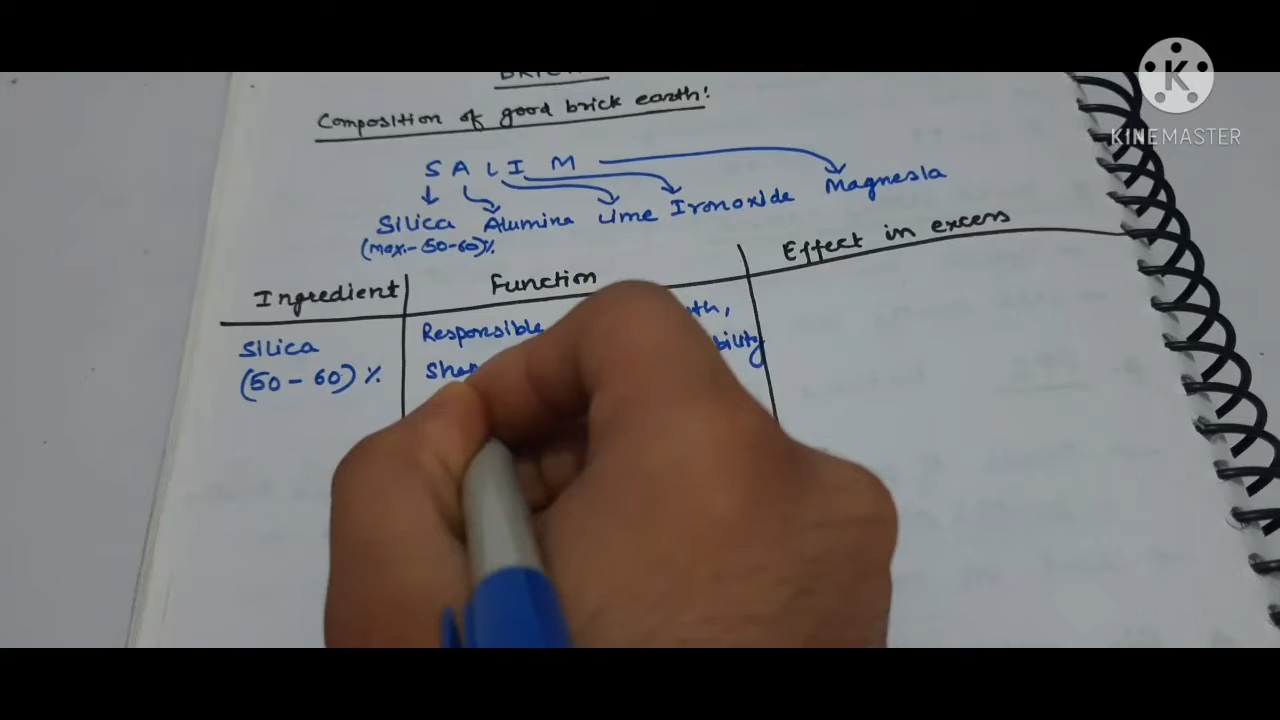 Composition of good brick earth!
S A L I M
Silica Alumina Lime Ironoxide Magnesia
(max.- 50-60)%
Ingredient Function Effect in excess
Silica Responsible
(50 - 60) %
K
KINEMASTER